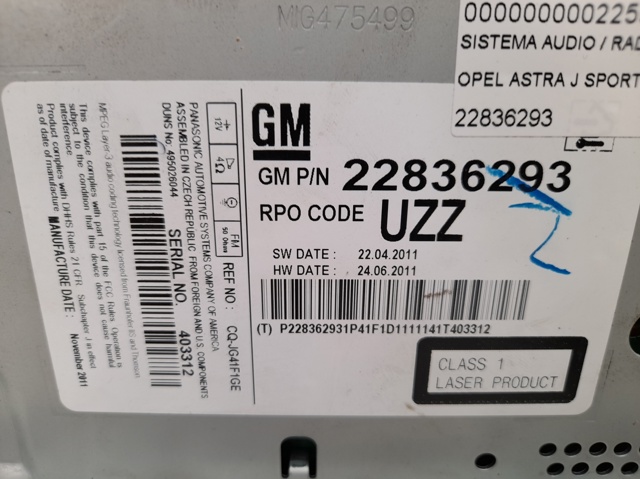 MIG475499
000000000225
SISTEMA AUDIO / RAD
OPEL ASTRA J SPORT
22836293
GM
GM P/N 22836293
RPO CODE UZZ
SW DATE : 22.04.2011
HW DATE : 24.06.2011
(T) P228362931P41F1D1111141T403312
CLASS 1
LASER PRODUCT
12V
4Ω
FM
50 Ohm
REF NO: CQ-JG41F1GE
PANASONIC AUTOMOTIVE SYSTEMS COMPANY OF AMERICA
ASSEMBLED IN CZECH REPUBLIC FROM FOREIGN AND U.S. COMPONENTS
DUNS No: 495026044
SERIAL NO. 403312
MPEG Layer-3 audio coding technology licensed from Fraunhofer IIS and Thomson
This device complies with part 15 of the FCC Rules. Operation is
subject to the condition that this device does not cause harmful
interference.
Product complies with DHHS Rules 21 CFR Subchapter J in effect
as of date of manufacture.
MANUFACTURE DATE : November 2011